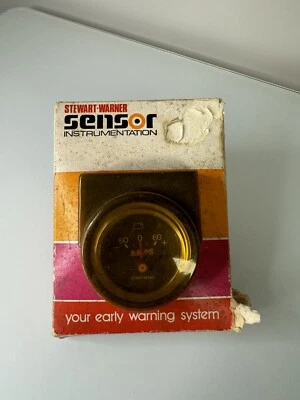 STEWART-WARNER
sensor
INSTRUMENTATION
60 0 60
- +
AMPS
your early warning system